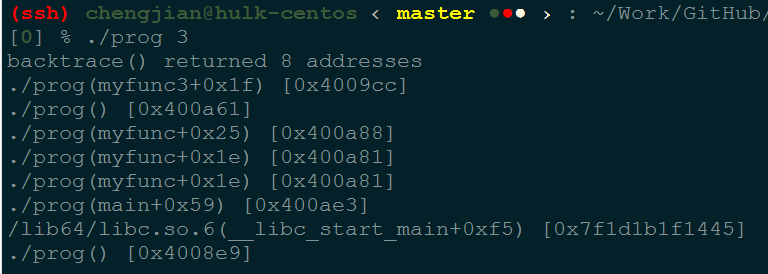 (ssh) chengjian@hulk-centos ‹ master ●●● › : ~/Work/GitHub/
[0] % ./prog 3
backtrace() returned 8 addresses
./prog(myfunc3+0x1f) [0x4009cc]
./prog() [0x400a61]
./prog(myfunc+0x25) [0x400a88]
./prog(myfunc+0x1e) [0x400a81]
./prog(myfunc+0x1e) [0x400a81]
./prog(main+0x59) [0x400ae3]
/lib64/libc.so.6(__libc_start_main+0xf5) [0x7f1d1b1f1445]
./prog() [0x4008e9]